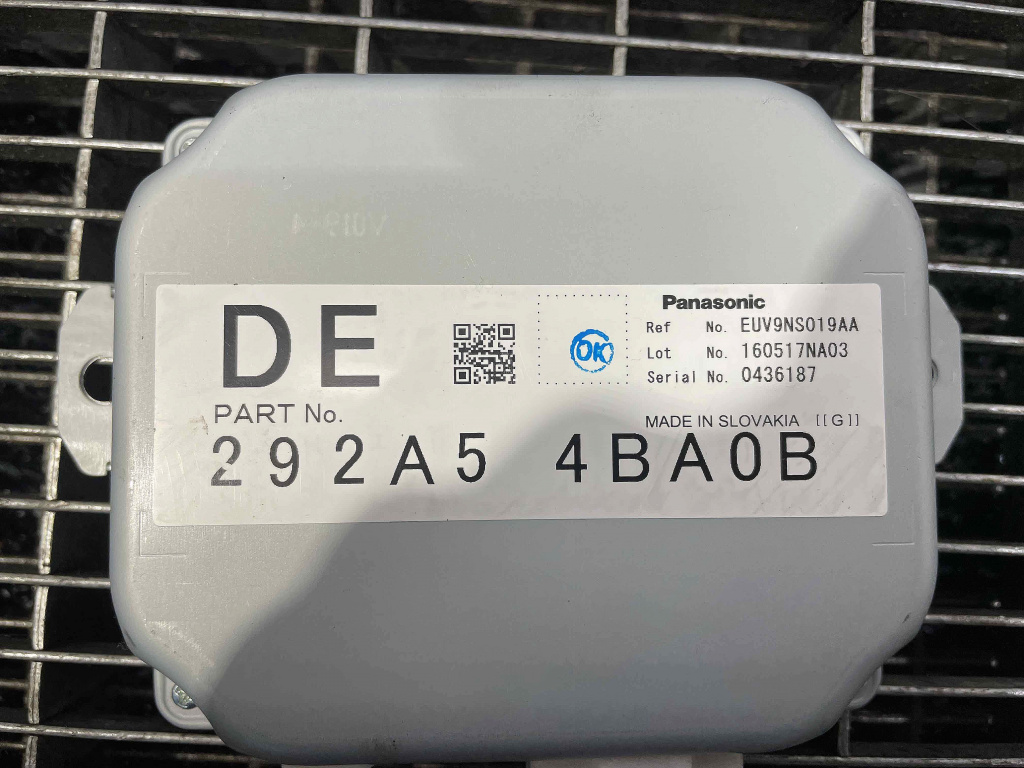 DE
OK
Panasonic
Ref No. EUV9NS019AA
Lot No. 160517NA03
Serial No. 0436187
PART No.
MADE IN SLOVAKIA [[G]]
292A5 4BA0B